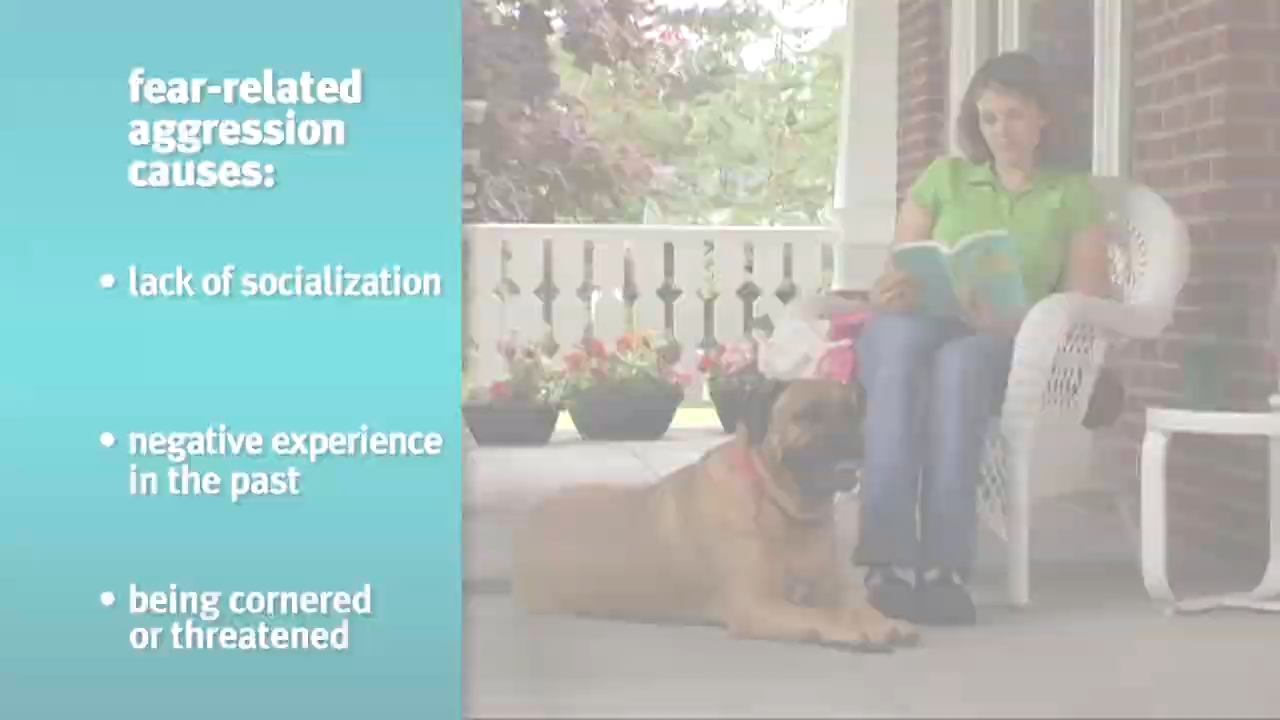 fear-related
aggression
causes:
• lack of socialization
• negative experience
in the past
• being cornered
or threatened